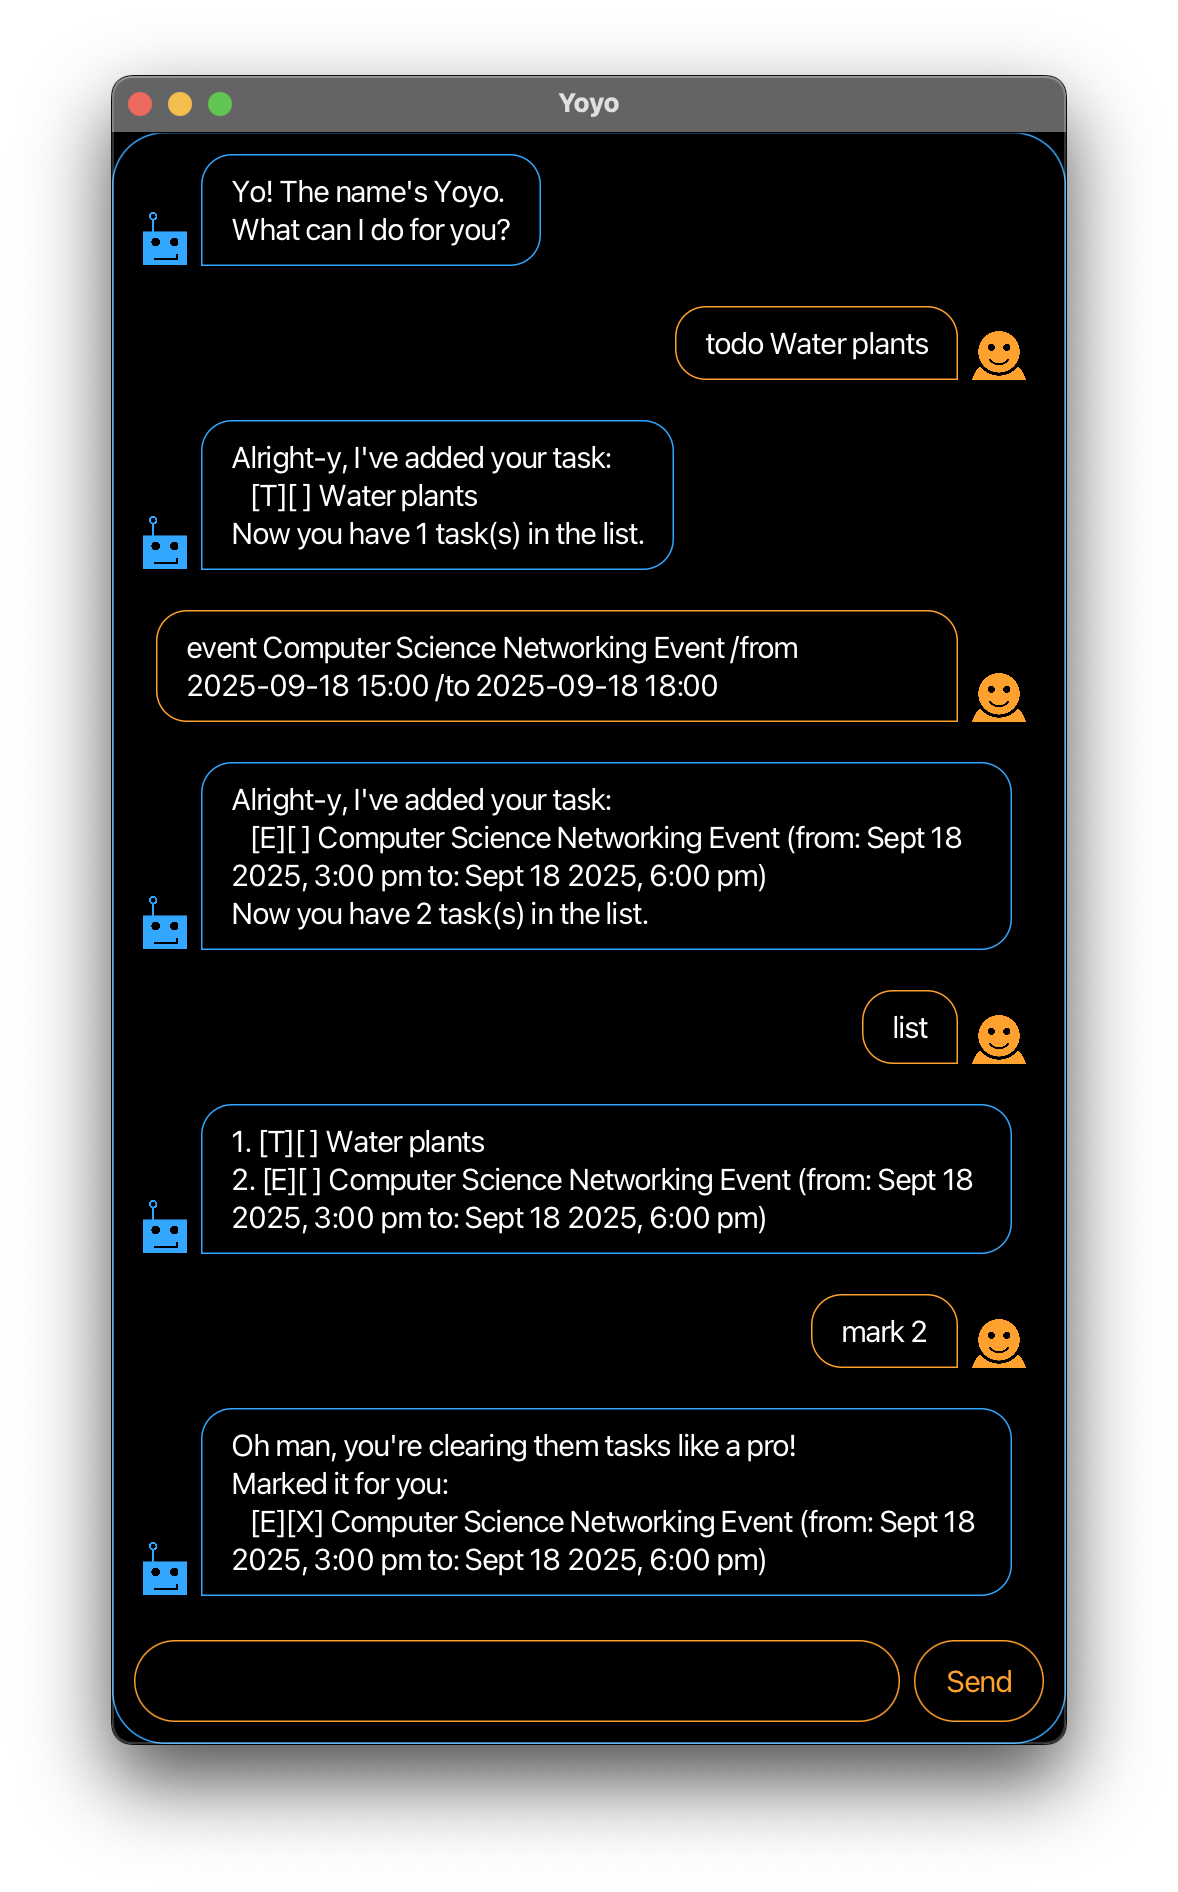 Yoyo
Yo! The name's Yoyo.
What can I do for you?
todo Water plants
Alright-y, I've added your task:
[T][ ] Water plants
Now you have 1 task(s) in the list.
event Computer Science Networking Event /from
2025-09-18 15:00 /to 2025-09-18 18:00
Alright-y, I've added your task:
[E][ ] Computer Science Networking Event (from: Sept 18
2025, 3:00 pm to: Sept 18 2025, 6:00 pm)
Now you have 2 task(s) in the list.
list
1. [T][ ] Water plants
2. [E][ ] Computer Science Networking Event (from: Sept 18
2025, 3:00 pm to: Sept 18 2025, 6:00 pm)
mark 2
Oh man, you're clearing them tasks like a pro!
Marked it for you:
[E][X] Computer Science Networking Event (from: Sept 18
2025, 3:00 pm to: Sept 18 2025, 6:00 pm)
Send